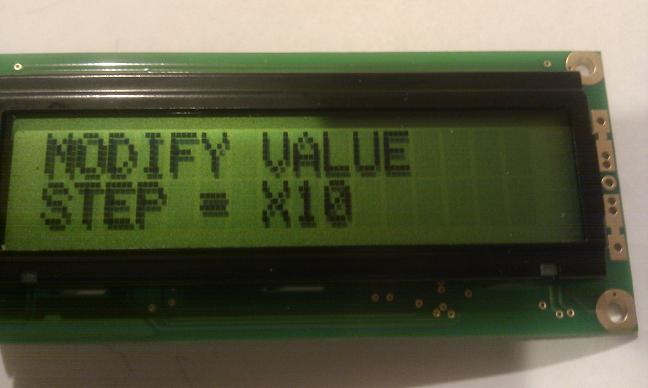 MODIFY VALUE
STEP = X10